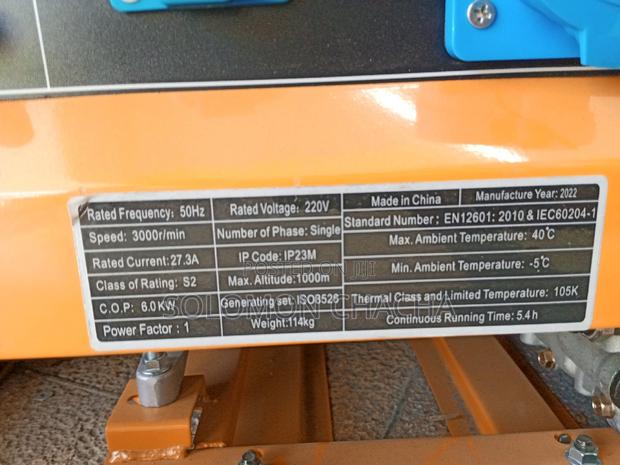 Rated Frequency: 50Hz
Speed: 3000r/min
Rated Current: 27.3A
Class of Rating: S2
C.O.P: 6.0KW
Power Factor : 1
Rated Voltage: 220V
Number of Phase: Single
IP Code: IP23M
Max. Altitude: 1000m
Generating set: ISO8528
Weight:114kg
Made in China
Manufacture Year: 2022
Standard Number : EN12601: 2010 & IEC60204-1
Max. Ambient Temperature: 40℃
Min. Ambient Temperature: -5℃
Thermal Class and Limited Temperature: 105K
Continuous Running Time: 5.4 h
POSTED ON JIJI
SOLOMON CHACHA